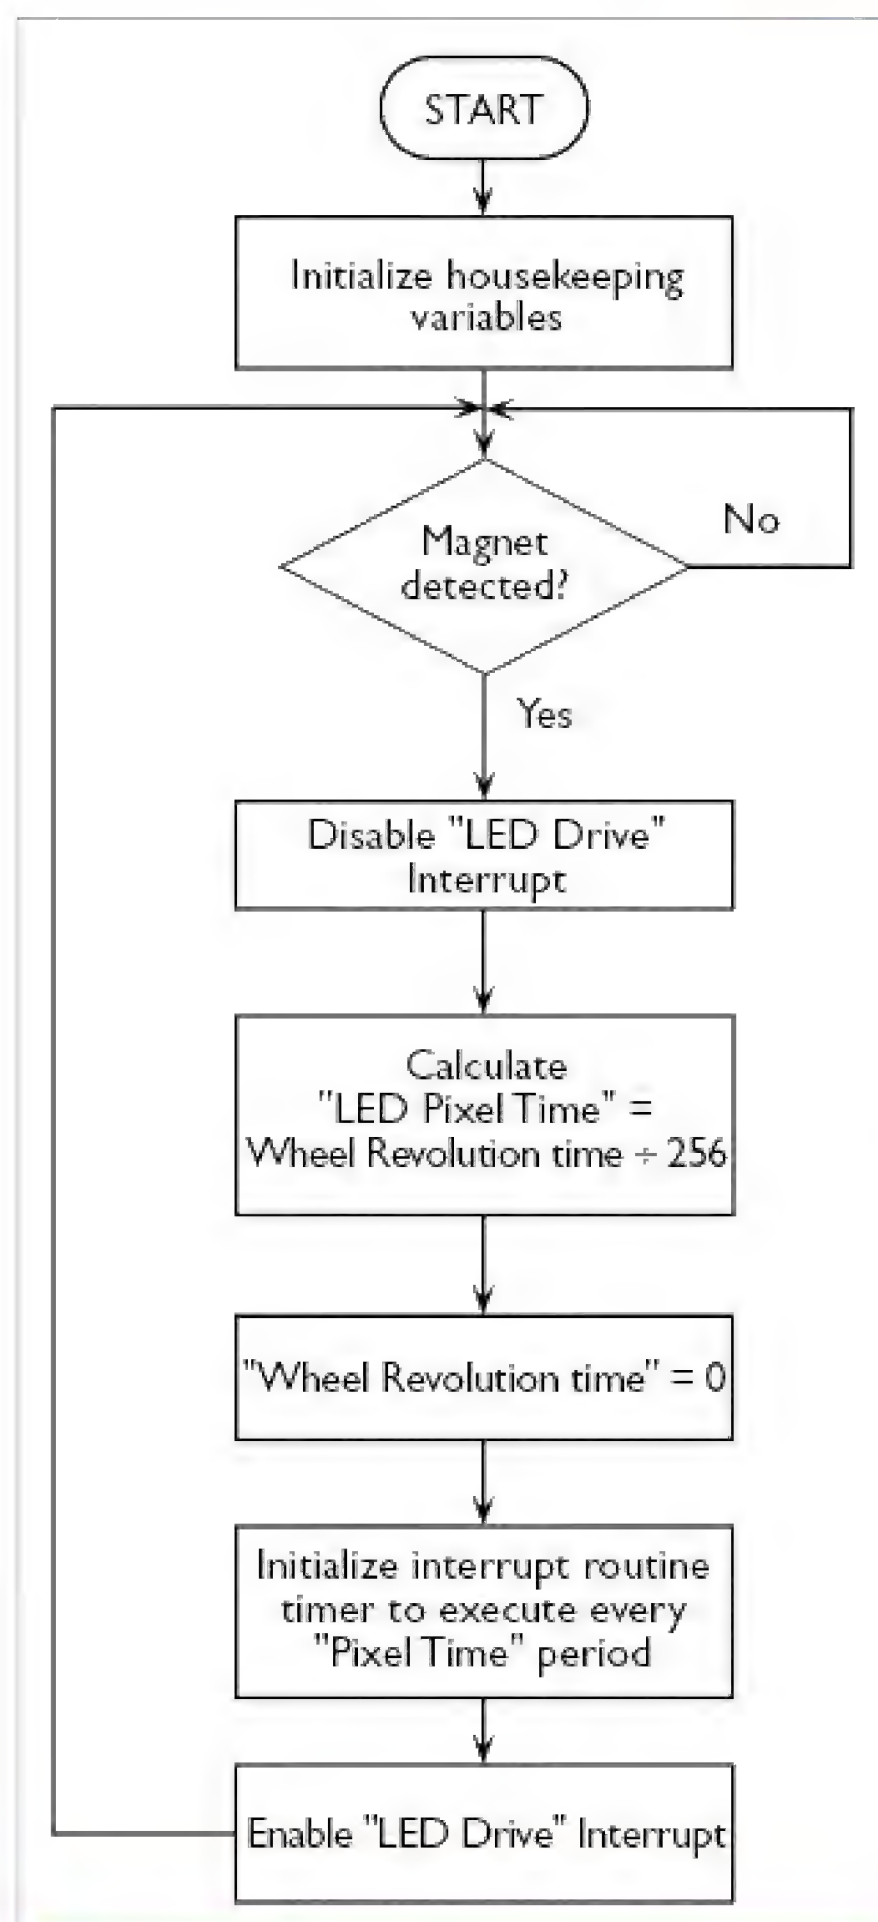 START
Initialize housekeeping
variables
Magnet
detected?
No
Yes
Disable "LED Drive"
Interrupt
Calculate
"LED Pixel Time" =
Wheel Revolution time ÷ 256
"Wheel Revolution time" = 0
Initialize interrupt routine
timer to execute every
"Pixel Time" period
Enable "LED Drive" Interrupt